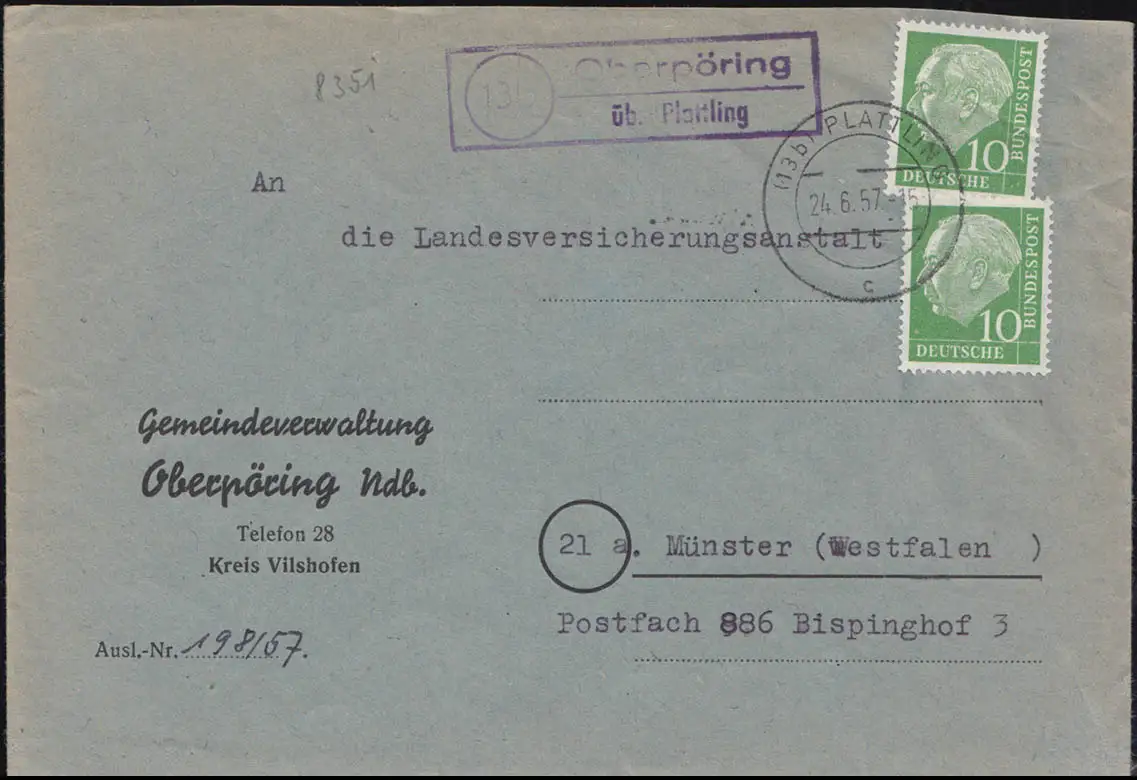 8351
13b
Oberpöring
üb. Plattling
(13b) PLATTLING
24.6.57-15
c
10
DEUTSCHE
BUNDESPOST
10
DEUTSCHE
BUNDESPOST
An
die Landesversicherungsanstalt
Gemeindeverwaltung
Oberpöring Ndb.
Telefon 28
Kreis Vilshofen
Ausl.-Nr. 198/57.
21 a. Münster (Westfalen )
Postfach 886 Bispinghof 3